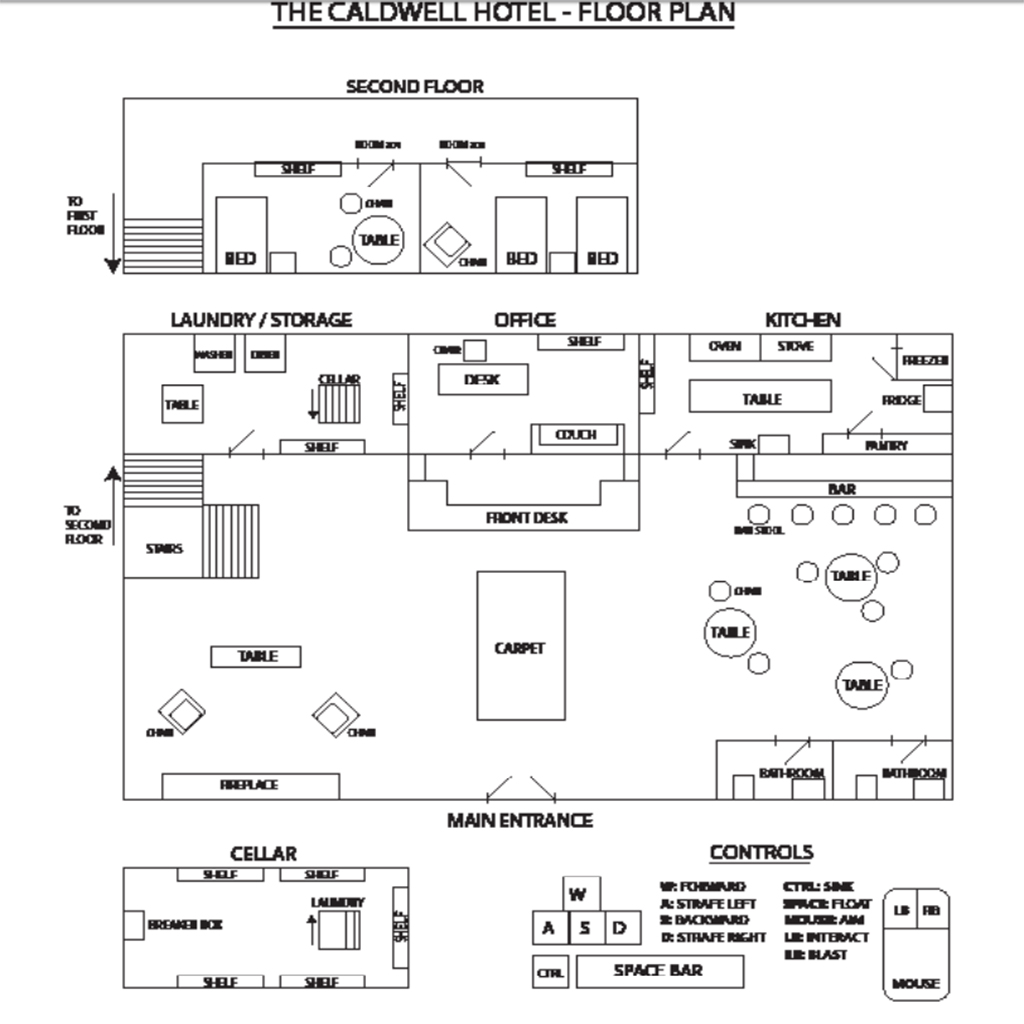 THE CALDWELL HOTEL - FLOOR PLAN
SECOND FLOOR
SHELF
SHELF
TO
FIRST
FLOOR
CHAIR
TABLE
BED
CHAIR
BED
BED
LAUNDRY / STORAGE
OFFICE
KITCHEN
WASHER
DRYER
CELLAR
TABLE
SHELF
SHELF
CHAIR
SHELF
DESK
COUCH
SHELF
OVEN
STOVE
FREEZER
TABLE
FRIDGE
SINK
PANTRY
TO
SECOND
FLOOR
STAIRS
FRONT DESK
BAR
BAR STOOL
TABLE
CHAIR
TABLE
TABLE
CARPET
TABLE
CHAIR
CHAIR
FIREPLACE
BATHROOM
BATHROOM
MAIN ENTRANCE
CELLAR
SHELF
SHELF
LAUNDRY
BREAKER BOX
SHELF
SHELF
SHELF
CONTROLS
W
A
S
D
CTRL
SPACE BAR
W: FORWARD
A: STRAFE LEFT
S: BACKWARD
D: STRAFE RIGHT
CTRL: SINK
SPACE: FLOAT
MOUSE: AIM
LB: INTERACT
RB: BLAST
LB
RB
MOUSE